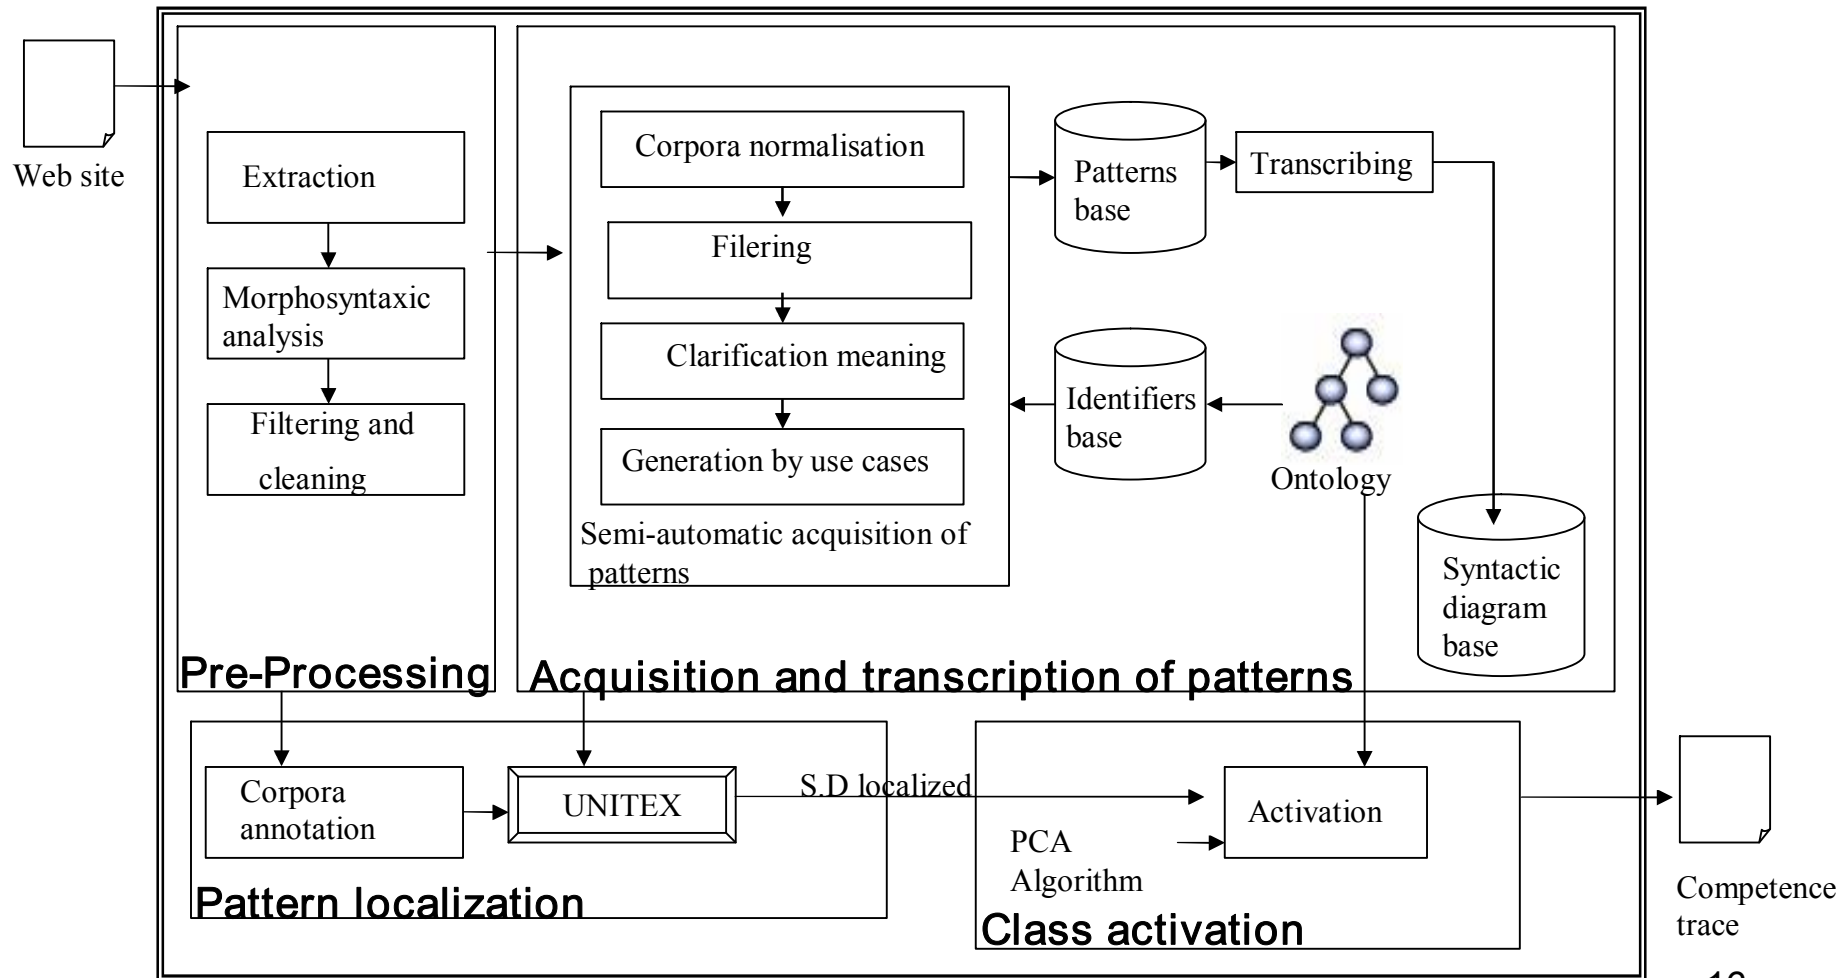 Web site
Extraction
Morphosyntaxic
analysis
Filtering and
cleaning
Pre-Processing
Corpora normalisation
Filering
Clarification meaning
Generation by use cases
Semi-automatic acquisition of
patterns
Patterns
base
Transcribing
Identifiers
base
Ontology
Syntactic
diagram
base
Acquisition and transcription of patterns
Corpora
annotation
UNITEX
S.D localized
Pattern localization
PCA
Algorithm
Activation
Class activation
Competence
trace